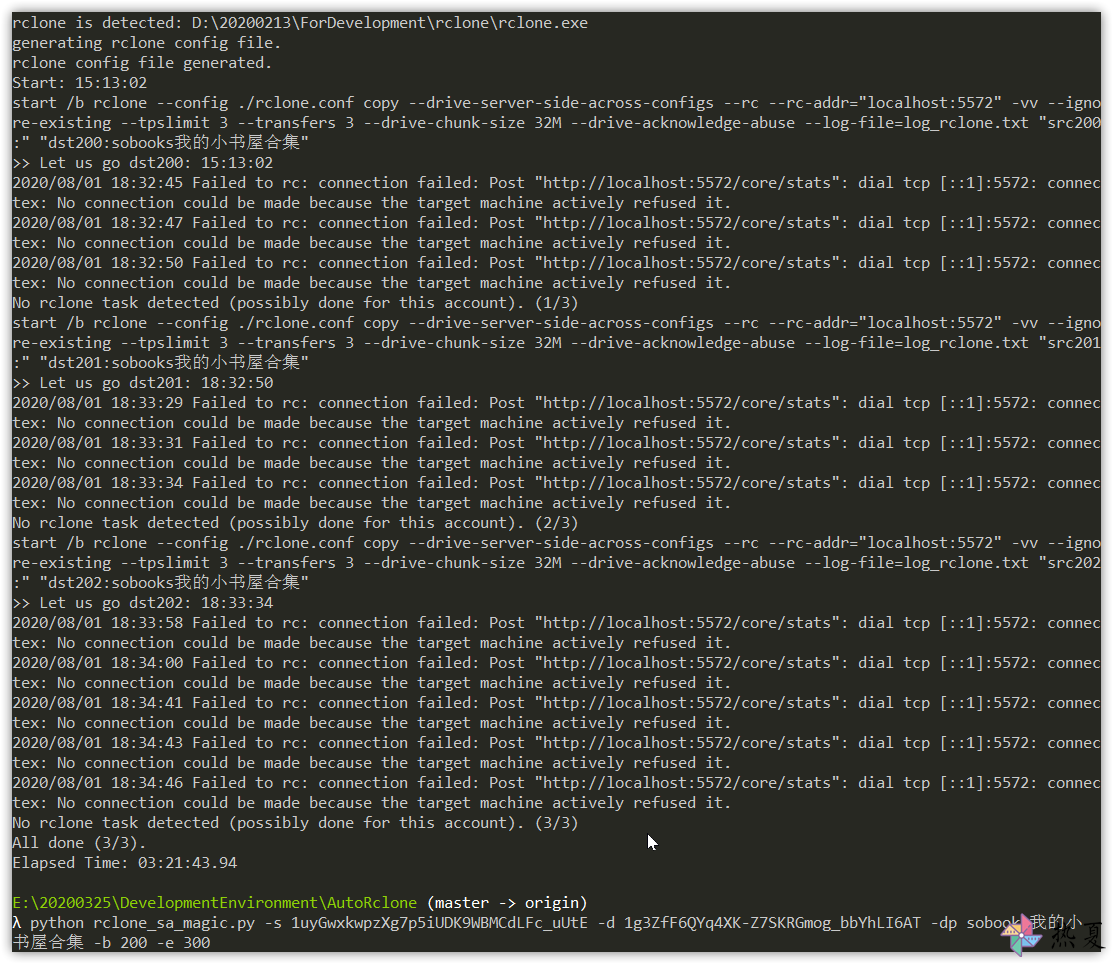 rclone is detected: D:\20200213\ForDevelopment\rclone\rclone.exe
generating rclone config file.
rclone config file generated.
Start: 15:13:02
start /b rclone --config ./rclone.conf copy --drive-server-side-across-configs --rc --rc-addr="localhost:5572" -vv --igno
re-existing --tpslimit 3 --transfers 3 --drive-chunk-size 32M --drive-acknowledge-abuse --log-file=log_rclone.txt "src200
:" "dst200:sobooks我的小书屋合集"
>> Let us go dst200: 15:13:02
2020/08/01 18:32:45 Failed to rc: connection failed: Post "http://localhost:5572/core/stats": dial tcp [::1]:5572: connec
tex: No connection could be made because the target machine actively refused it.
2020/08/01 18:32:47 Failed to rc: connection failed: Post "http://localhost:5572/core/stats": dial tcp [::1]:5572: connec
tex: No connection could be made because the target machine actively refused it.
2020/08/01 18:32:50 Failed to rc: connection failed: Post "http://localhost:5572/core/stats": dial tcp [::1]:5572: connec
tex: No connection could be made because the target machine actively refused it.
No rclone task detected (possibly done for this account). (1/3)
start /b rclone --config ./rclone.conf copy --drive-server-side-across-configs --rc --rc-addr="localhost:5572" -vv --igno
re-existing --tpslimit 3 --transfers 3 --drive-chunk-size 32M --drive-acknowledge-abuse --log-file=log_rclone.txt "src201
:" "dst201:sobooks我的小书屋合集"
>> Let us go dst201: 18:32:50
2020/08/01 18:33:29 Failed to rc: connection failed: Post "http://localhost:5572/core/stats": dial tcp [::1]:5572: connec
tex: No connection could be made because the target machine actively refused it.
2020/08/01 18:33:31 Failed to rc: connection failed: Post "http://localhost:5572/core/stats": dial tcp [::1]:5572: connec
tex: No connection could be made because the target machine actively refused it.
2020/08/01 18:33:34 Failed to rc: connection failed: Post "http://localhost:5572/core/stats": dial tcp [::1]:5572: connec
tex: No connection could be made because the target machine actively refused it.
No rclone task detected (possibly done for this account). (2/3)
start /b rclone --config ./rclone.conf copy --drive-server-side-across-configs --rc --rc-addr="localhost:5572" -vv --igno
re-existing --tpslimit 3 --transfers 3 --drive-chunk-size 32M --drive-acknowledge-abuse --log-file=log_rclone.txt "src202
:" "dst202:sobooks我的小书屋合集"
>> Let us go dst202: 18:33:34
2020/08/01 18:33:58 Failed to rc: connection failed: Post "http://localhost:5572/core/stats": dial tcp [::1]:5572: connec
tex: No connection could be made because the target machine actively refused it.
2020/08/01 18:34:00 Failed to rc: connection failed: Post "http://localhost:5572/core/stats": dial tcp [::1]:5572: connec
tex: No connection could be made because the target machine actively refused it.
2020/08/01 18:34:41 Failed to rc: connection failed: Post "http://localhost:5572/core/stats": dial tcp [::1]:5572: connec
tex: No connection could be made because the target machine actively refused it.
2020/08/01 18:34:43 Failed to rc: connection failed: Post "http://localhost:5572/core/stats": dial tcp [::1]:5572: connec
tex: No connection could be made because the target machine actively refused it.
2020/08/01 18:34:46 Failed to rc: connection failed: Post "http://localhost:5572/core/stats": dial tcp [::1]:5572: connec
tex: No connection could be made because the target machine actively refused it.
No rclone task detected (possibly done for this account). (3/3)
All done (3/3).
Elapsed Time: 03:21:43.94
E:\20200325\DevelopmentEnvironment\AutoRclone (master -> origin)
λ python rclone_sa_magic.py -s 1uyGwxkwpzXg7p5iUDK9WBMCdLFc_uUtE -d 1g3ZfF6QYq4XK-Z7SKRGmog_bbYhLI6AT -dp sobooks我的小
书屋合集 -b 200 -e 300
热夏